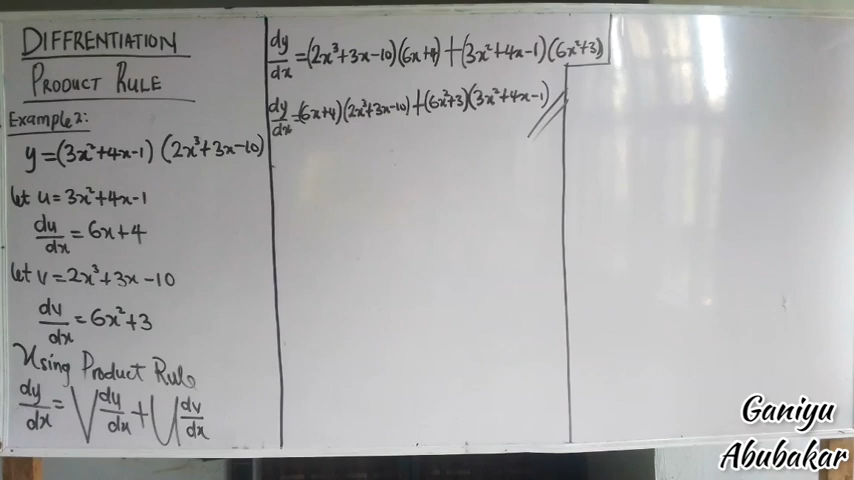 DIFFRENTIATION
PRODUCT RULE
Example 2:
y=(3x²+4x-1) (2x³+3x-10)
let u=3x²+4x-1
du/dx=6x+4
let v=2x³+3x-10
dv/dx=6x²+3
Using Product Rule
dy/dx=V dy/dx+U dv/dx
dy/dx=(2x³+3x-10)(6x+4)+(3x²+4x-1)(6x²+3)
dy/dx=(6x+4)(2x³+3x-10)+(6x²+3)(3x²+4x-1)
Ganiyu
Abubakar